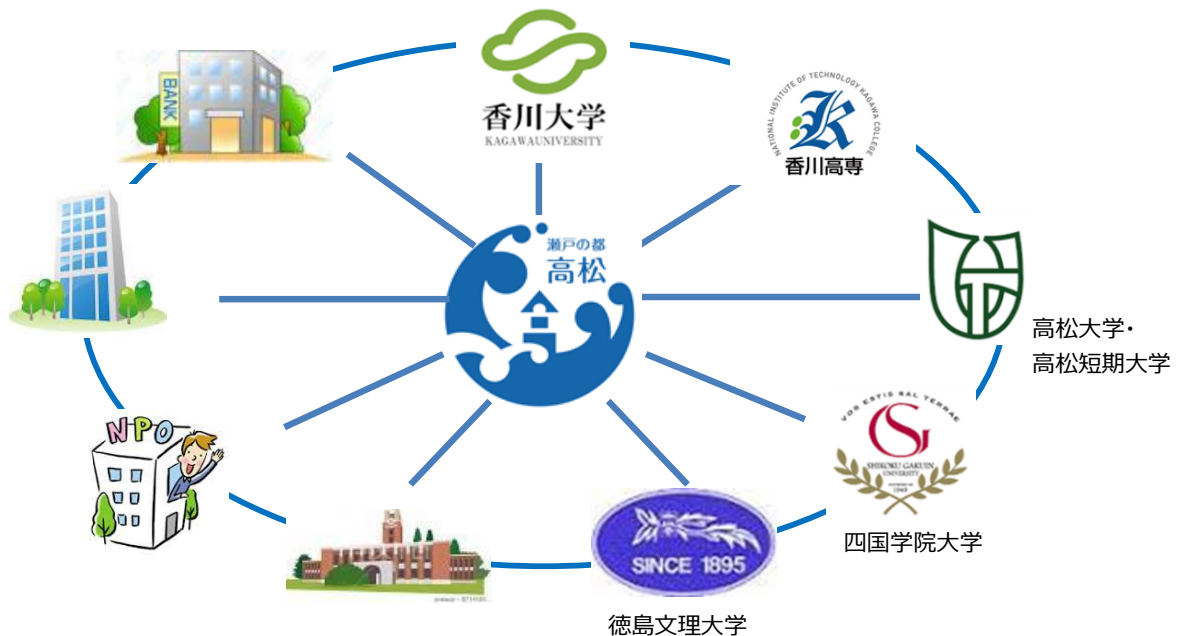 香川大学
KAGAWAUNIVERSITY
BANK
NATIONAL INSTITUTE OF TECHNOLOGY KAGAWA COLLEGE
香川高専
瀬戸の都
高松
高松大学・
高松短期大学
VOS ESTIS SAL TERRAE
SHIKOKU GAKUIN
UNIVERSITY
1949
四国学院大学
NPO
SINCE 1895
徳島文理大学